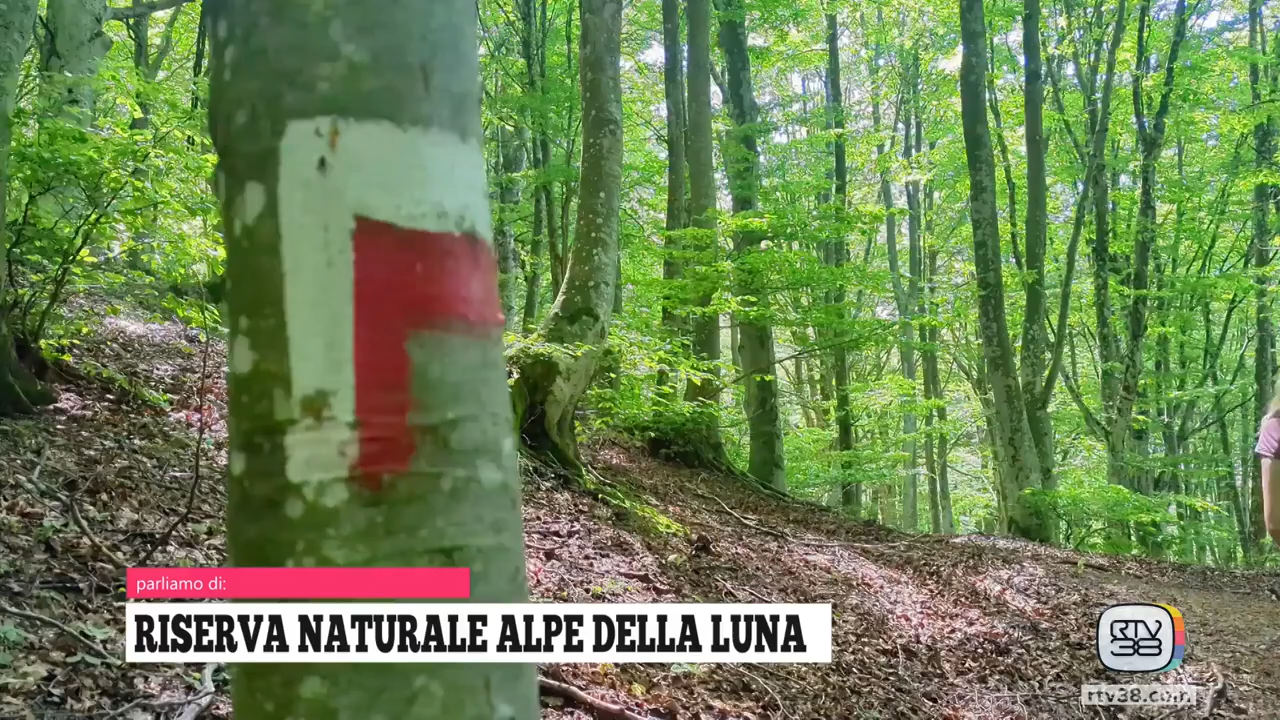 parliamo di:
RISERVA NATURALE ALPE DELLA LUNA
RTV
38
rtv38.com